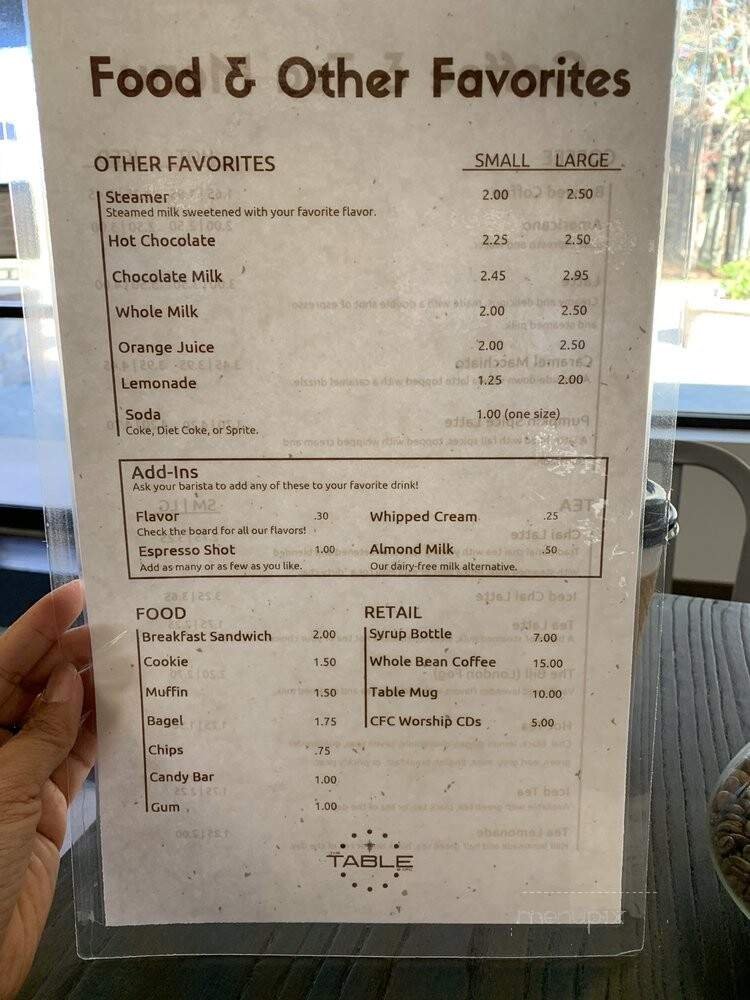 Food & Other Favorites
OTHER FAVORITES SMALL LARGE
Steamer 2.00 2.50
Steamed milk sweetened with your favorite flavor.
Hot Chocolate 2.25 2.50
Chocolate Milk 2.45 2.95
Whole Milk 2.00 2.50
Orange Juice 2.00 2.50
Lemonade 1.25 2.00
Soda 1.00 (one size)
Coke, Diet Coke, or Sprite.
Add-Ins
Ask your barista to add any of these to your favorite drink!
Flavor .30 Whipped Cream .25
Check the board for all our flavors!
Espresso Shot 1.00 Almond Milk .50
Add as many or as few as you like. Our dairy-free milk alternative.
FOOD
Breakfast Sandwich 2.00
Cookie 1.50
Muffin 1.50
Bagel 1.75
Chips .75
Candy Bar 1.00
Gum 1.00
RETAIL
Syrup Bottle 7.00
Whole Bean Coffee 15.00
Table Mug 10.00
CFC Worship CDs 5.00
THE
TABLE
menupix